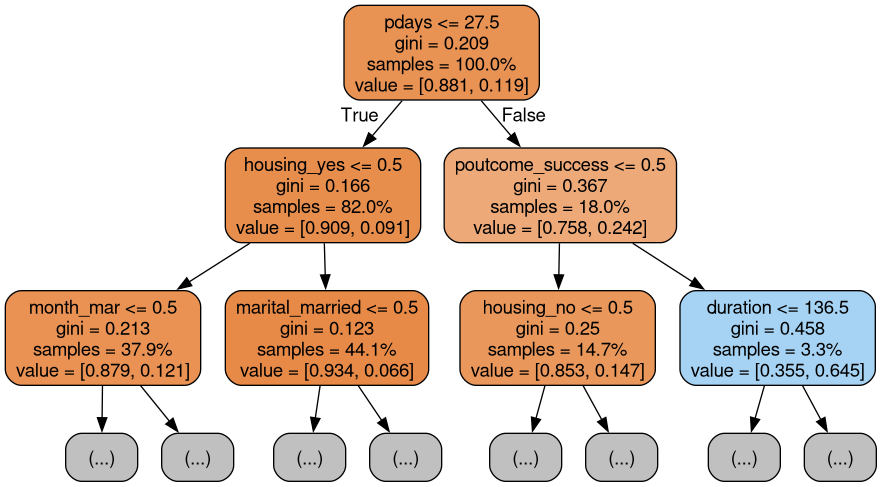 pdays <= 27.5
gini = 0.209
samples = 100.0%
value = [0.881, 0.119]
True
False
housing_yes <= 0.5
gini = 0.166
samples = 82.0%
value = [0.909, 0.091]
poutcome_success <= 0.5
gini = 0.367
samples = 18.0%
value = [0.758, 0.242]
month_mar <= 0.5
gini = 0.213
samples = 37.9%
value = [0.879, 0.121]
marital_married <= 0.5
gini = 0.123
samples = 44.1%
value = [0.934, 0.066]
housing_no <= 0.5
gini = 0.25
samples = 14.7%
value = [0.853, 0.147]
duration <= 136.5
gini = 0.458
samples = 3.3%
value = [0.355, 0.645]
(...)
(...)
(...)
(...)
(...)
(...)
(...)
(...)